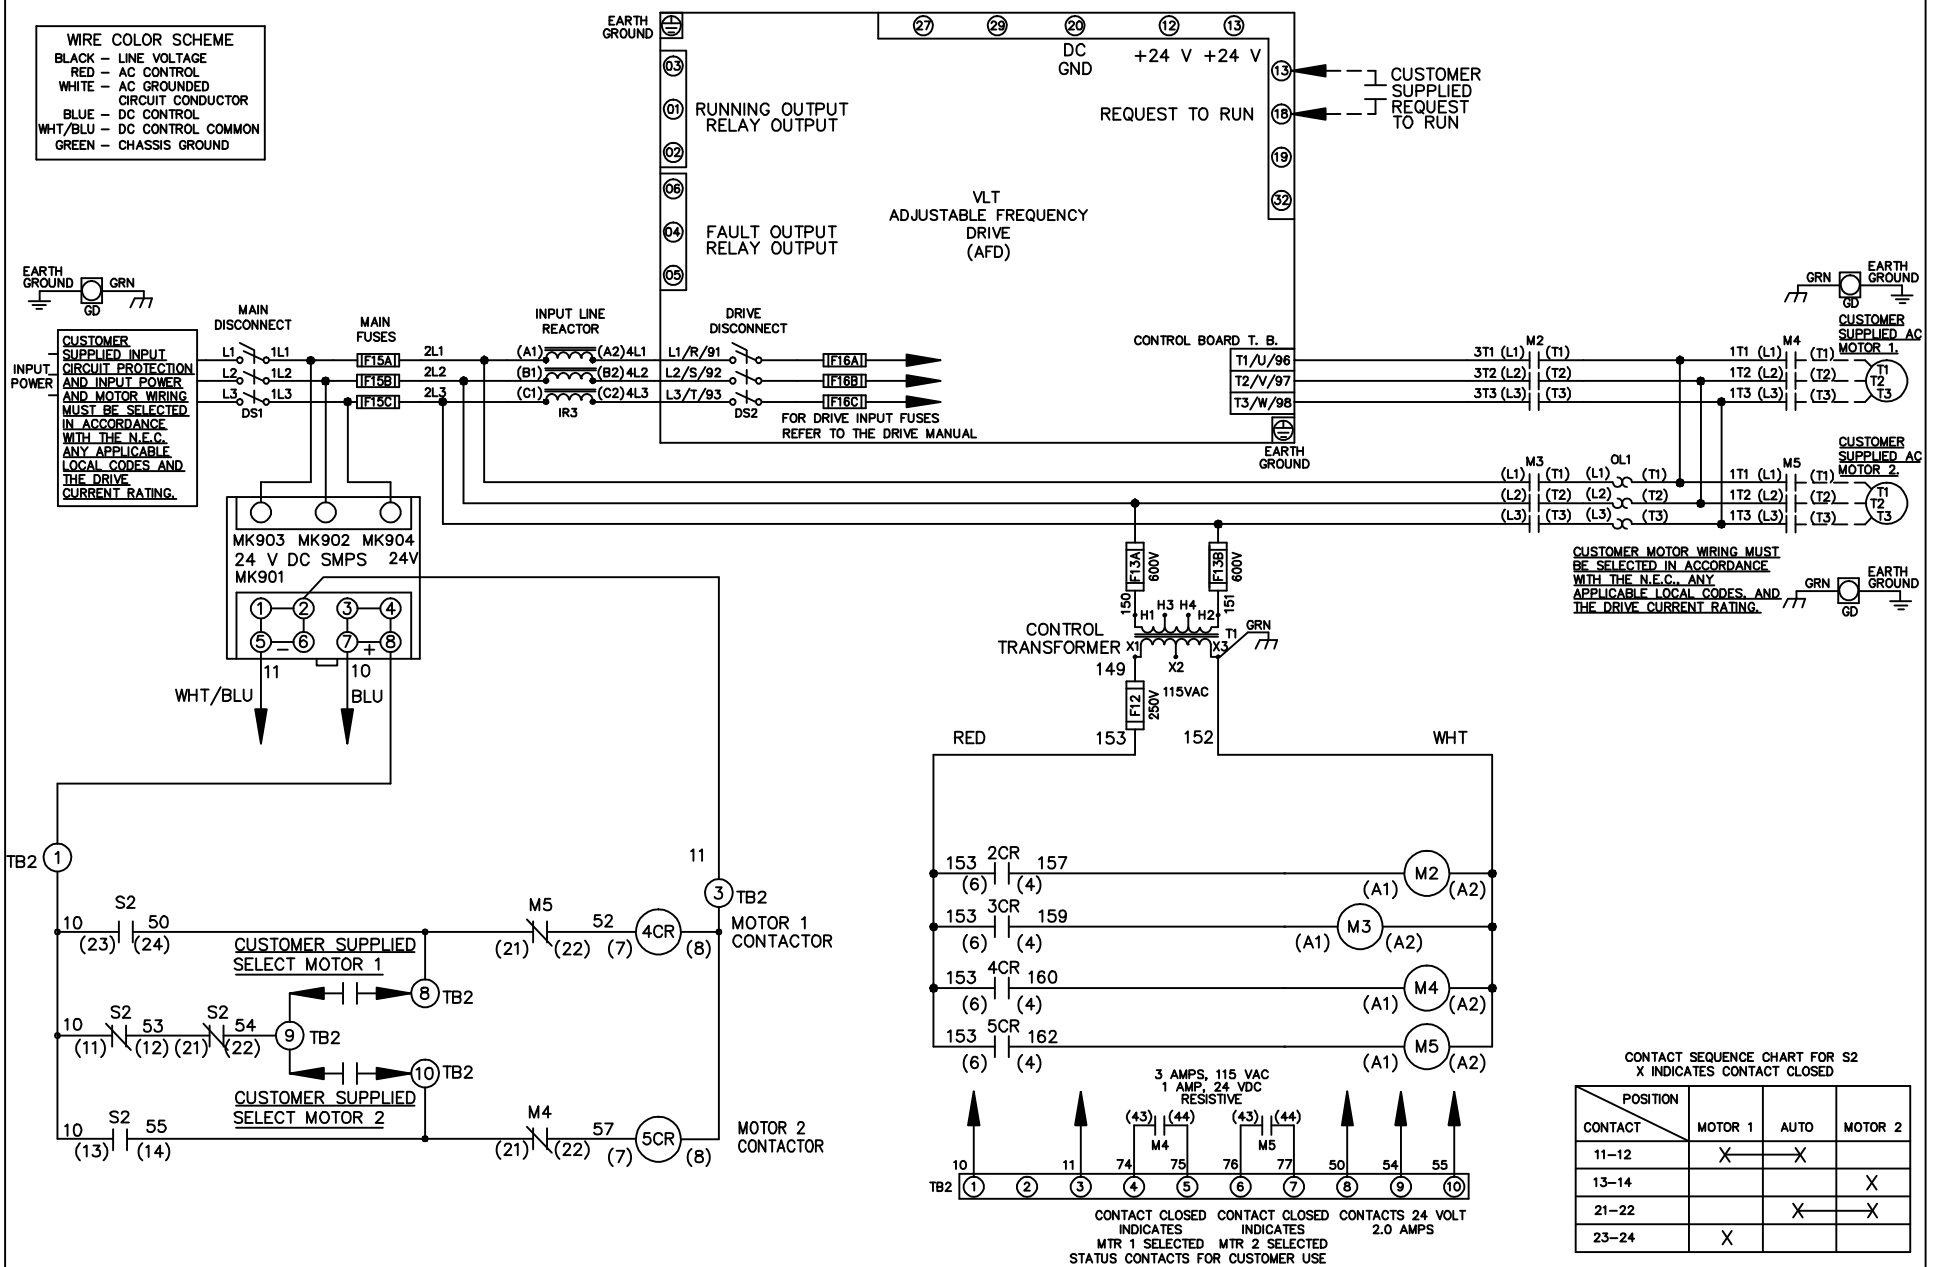 WIRE COLOR SCHEME
BLACK – LINE VOLTAGE
RED – AC CONTROL
WHITE – AC GROUNDED
CIRCUIT CONDUCTOR
BLUE – DC CONTROL
WHT/BLU – DC CONTROL COMMON
GREEN – CHASSIS GROUND
EARTH
GROUND
27 29 20 12 13
DC
GND
+24 V +24 V
03
01
02
RUNNING OUTPUT
RELAY OUTPUT
06
04
05
FAULT OUTPUT
RELAY OUTPUT
13
REQUEST TO RUN 18
19
32
CUSTOMER
SUPPLIED
REQUEST
TO RUN
VLT
ADJUSTABLE FREQUENCY
DRIVE
(AFD)
EARTH
GROUND
GRN
GD
INPUT
POWER
CUSTOMER
SUPPLIED INPUT
CIRCUIT PROTECTION
AND INPUT POWER
AND MOTOR WIRING
MUST BE SELECTED
IN ACCORDANCE
WITH THE N.E.C.
ANY APPLICABLE
LOCAL CODES AND
THE DRIVE
CURRENT RATING.
MAIN
DISCONNECT
MAIN
FUSES
INPUT LINE
REACTOR
DRIVE
DISCONNECT
L1 1L1 F15A 2L1 (A1) (A2) 4L1 L1/R/91 F16A
L2 1L2 F15B 2L2 (B1) (B2) 4L2 L2/S/92 F16B
L3 1L3 F15C 2L3 (C1) (C2) 4L3 L3/T/93 F16C
DS1 IR3 DS2
FOR DRIVE INPUT FUSES
REFER TO THE DRIVE MANUAL
CONTROL BOARD T. B.
T1/U/96
T2/V/97
T3/W/98
EARTH
GROUND
M2 M4
3T1 (L1) (T1) 1T1 (L1) (T1) T1
3T2 (L2) (T2) 1T2 (L2) (T2) T2
3T3 (L3) (T3) 1T3 (L3) (T3) T3
GRN
GD
EARTH
GROUND
CUSTOMER
SUPPLIED AC
MOTOR 1.
CUSTOMER
SUPPLIED AC
MOTOR 2.
M3 OL1 M5
(L1) (T1) (L1) (T1) 1T1 (L1) (T1) T1
(L2) (T2) (L2) (T2) 1T2 (L2) (T2) T2
(L3) (T3) (L3) (T3) 1T3 (L3) (T3) T3
CUSTOMER MOTOR WIRING MUST
BE SELECTED IN ACCORDANCE
WITH THE N.E.C., ANY
APPLICABLE LOCAL CODES, AND
THE DRIVE CURRENT RATING.
GRN
GD
EARTH
GROUND
MK903 MK902 MK904
24 V DC SMPS 24V
MK901
1 2 3 4
5 – 6 7 + 8
11 10
WHT/BLU BLU
F13A 600V F13B 600V
150 151
H1 H3 H4 H2
T1 GRN
CONTROL
TRANSFORMER
X1 X2 X3
149
115VAC
F12 250V
153 152
RED WHT
TB2 1
11
3 TB2
10 S2 50 M5 52 4CR
(23) (24) (21) (22) (7) (8)
MOTOR 1
CONTACTOR
CUSTOMER SUPPLIED
SELECT MOTOR 1
8 TB2
10 S2 53 S2 54 9 TB2
(11) (12) (21) (22)
10 TB2
CUSTOMER SUPPLIED
SELECT MOTOR 2
10 S2 55 M4 57 5CR
(13) (14) (21) (22) (7) (8)
MOTOR 2
CONTACTOR
153 2CR 157 M2
(6) (4) (A1) (A2)
153 3CR 159 M3
(6) (4) (A1) (A2)
153 4CR 160 M4
(6) (4) (A1) (A2)
153 5CR 162 M5
(6) (4) (A1) (A2)
3 AMPS, 115 VAC
1 AMP, 24 VDC
RESISTIVE
(43) (44) (43) (44)
M4 M5
10 11 74 75 76 77 50 54 55
TB2 1 2 3 4 5 6 7 8 9 10
CONTACT CLOSED
INDICATES
MTR 1 SELECTED
CONTACT CLOSED
INDICATES
MTR 2 SELECTED
STATUS CONTACTS FOR CUSTOMER USE
CONTACTS 24 VOLT
2.0 AMPS
CONTACT SEQUENCE CHART FOR S2
X INDICATES CONTACT CLOSED
POSITION
CONTACT MOTOR 1 AUTO MOTOR 2
11–12 X X
13–14 X
21–22 X X
23–24 X